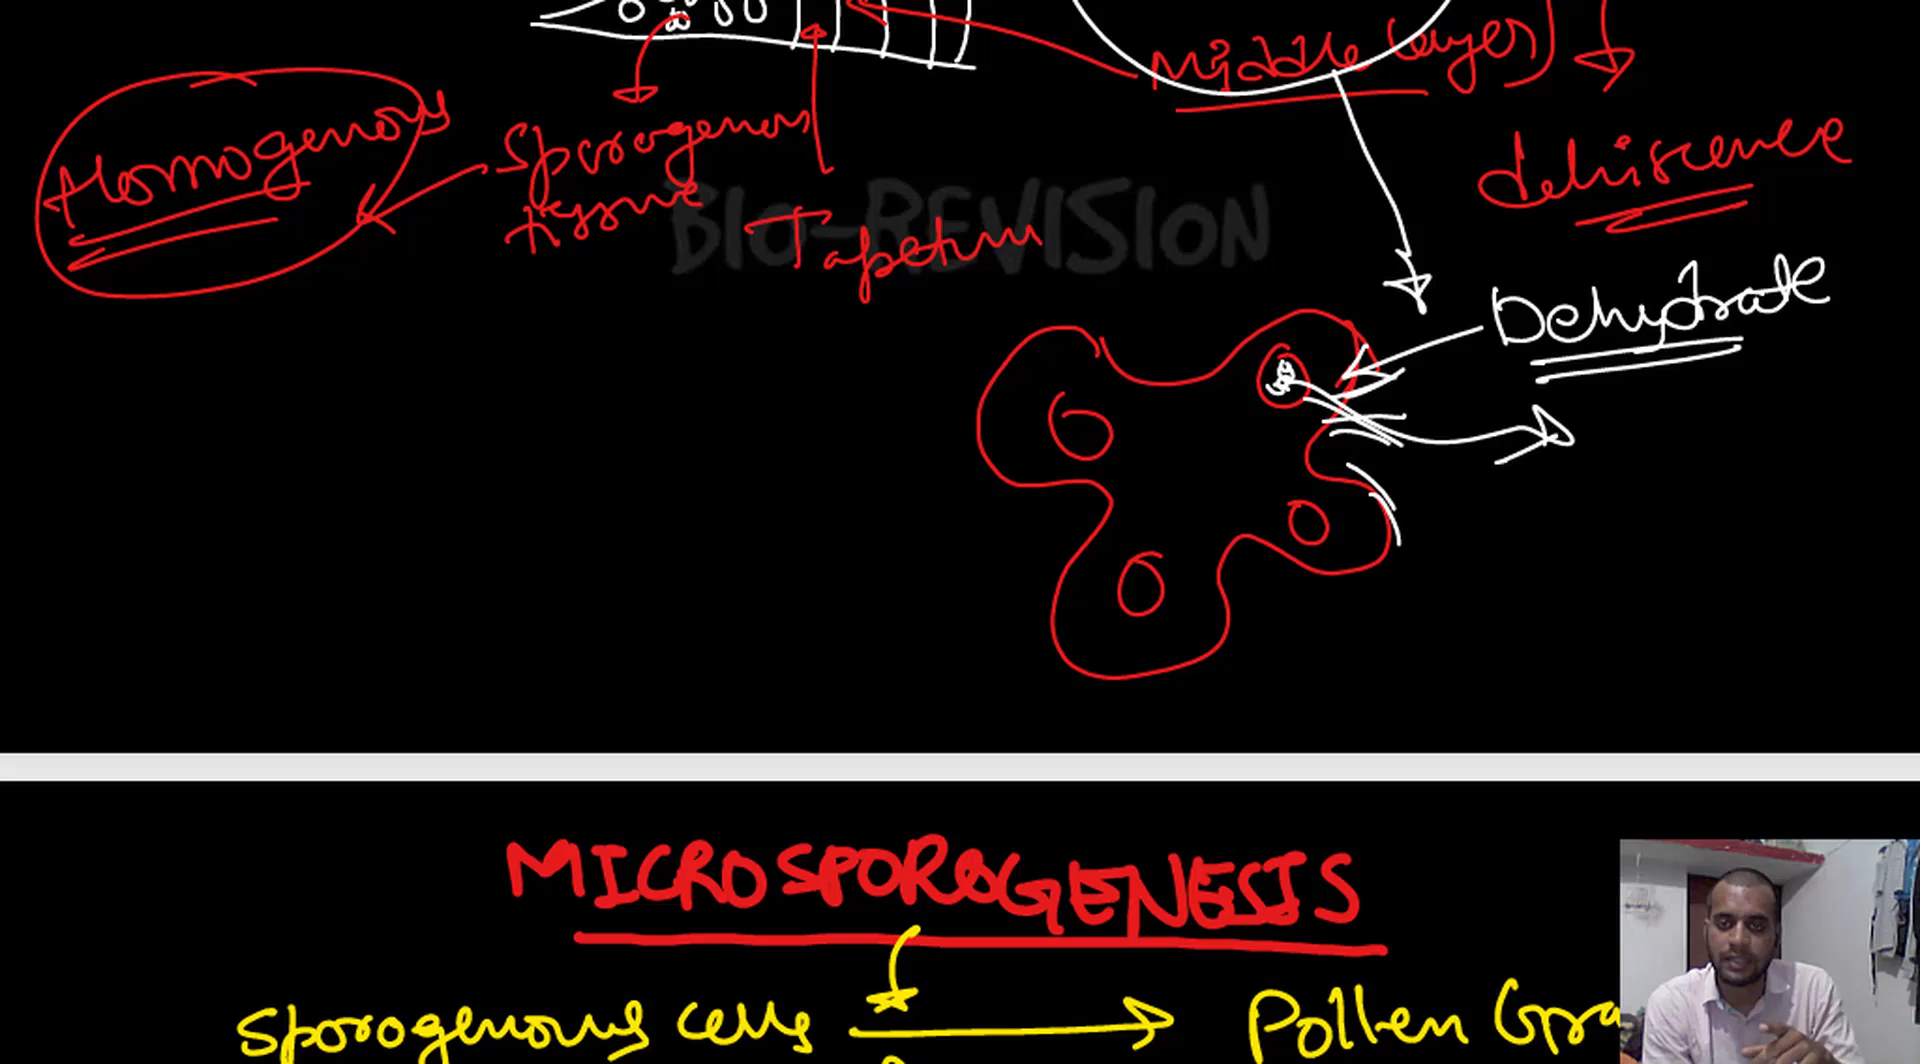 Middle layer)
Homogenous
Sporogenous
tissue
Tapetum
dehiscence
BIO-REVISION
Dehydrate
MICROSPOROGENESIS
Sporogenous cells
Pollen Gra